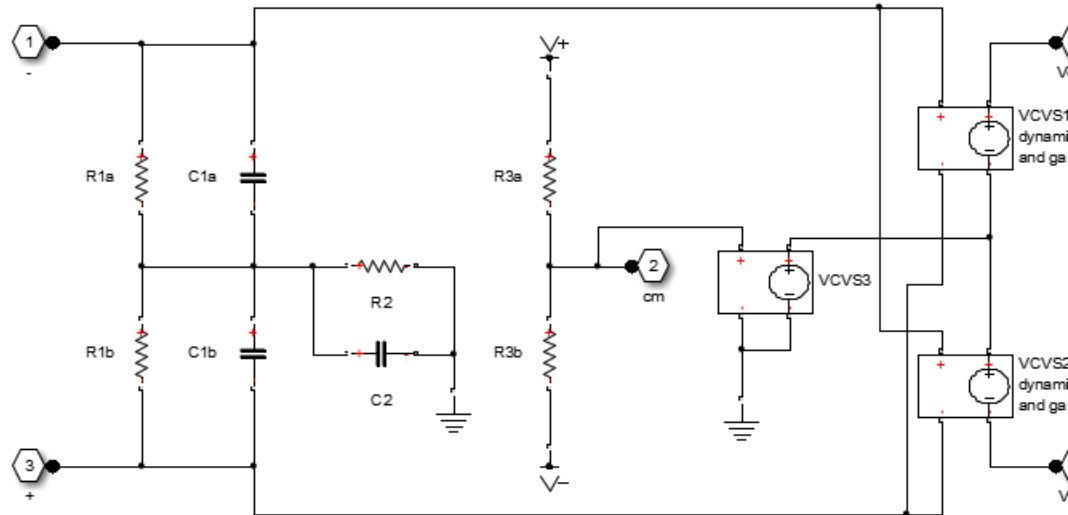 1
-
V+
V
VCVS1
dynami
and ga
R1a
C1a
R3a
2
cm
VCVS3
R2
R1b
C1b
R3b
C2
VCVS2
dynami
and ga
3
+
V-
V